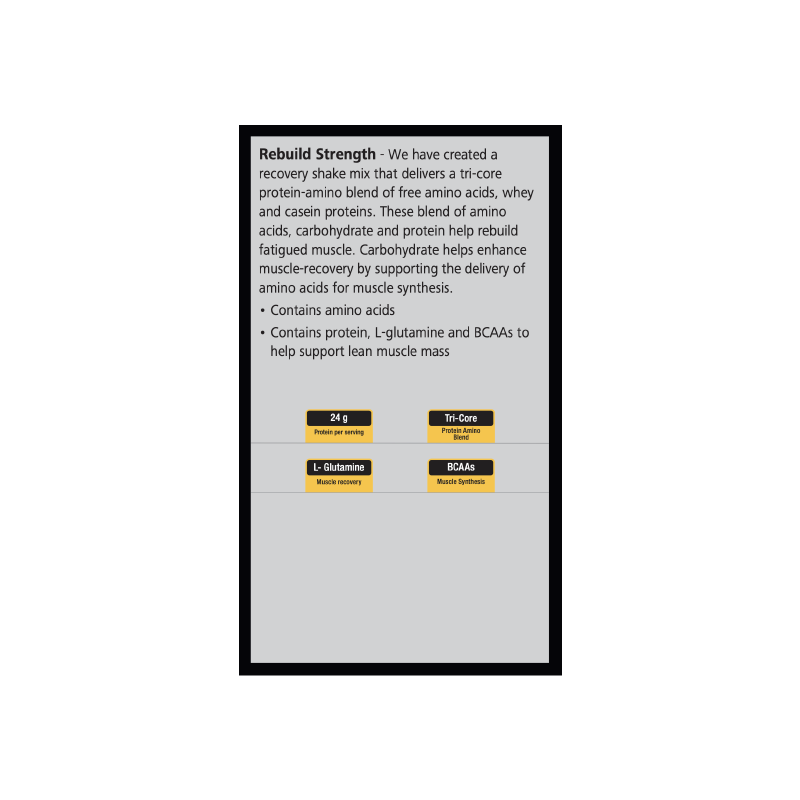 Rebuild Strength - We have created a
recovery shake mix that delivers a tri-core
protein-amino blend of free amino acids, whey
and casein proteins. These blend of amino
acids, carbohydrate and protein help rebuild
fatigued muscle. Carbohydrate helps enhance
muscle-recovery by supporting the delivery of
amino acids for muscle synthesis.
• Contains amino acids
• Contains protein, L-glutamine and BCAAs to
help support lean muscle mass
24 g
Protein per serving
Tri-Core
Protein Amino
Blend
L- Glutamine
Muscle recovery
BCAAs
Muscle Synthesis